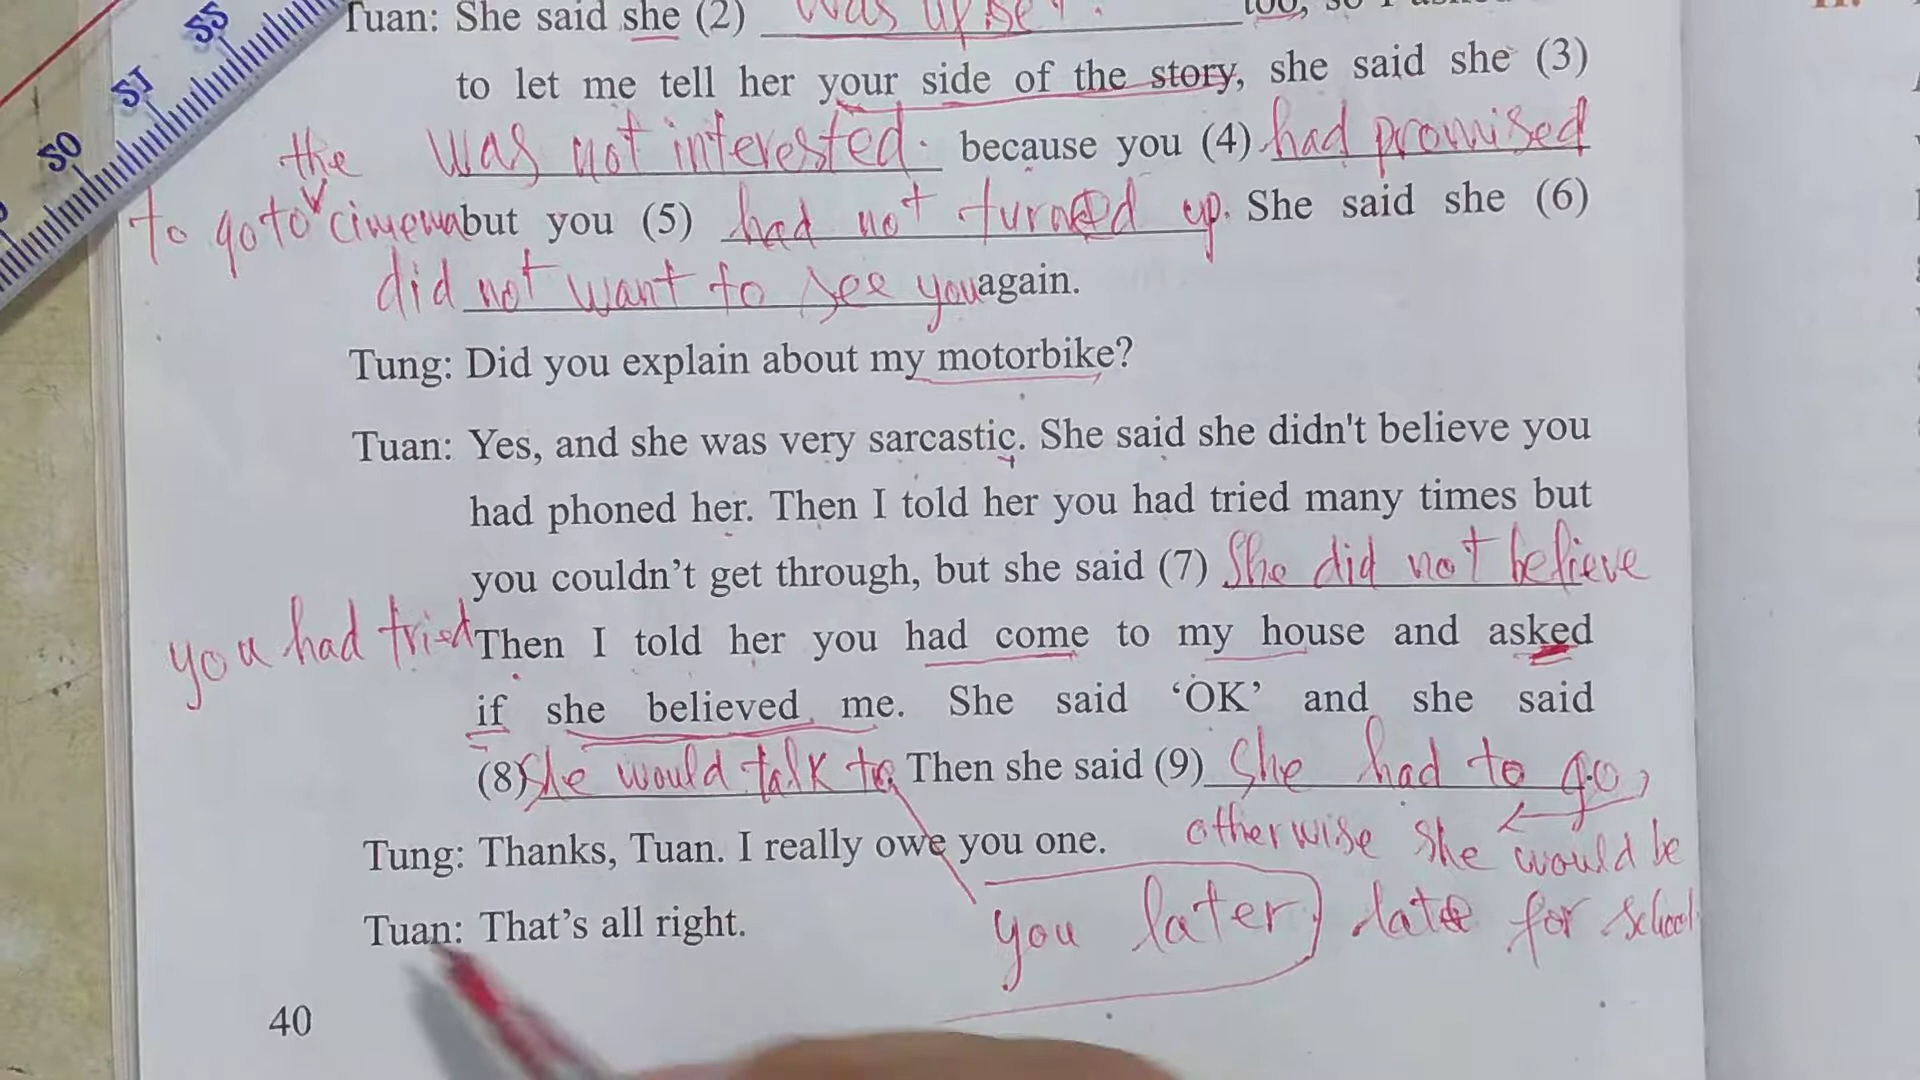 55
Tuan: She said she (2) was upset. too,
51
to let me tell her your side of the story, she said she (3)
50
the was not interested. because you (4) had promised
to go to cinema but you (5) had not turned up. She said she (6)
did not want to see you again.
Tung: Did you explain about my motorbike?
Tuan: Yes, and she was very sarcastic. She said she didn't believe you
had phoned her. Then I told her you had tried many times but
you couldn't get through, but she said (7) She did not believe
you had tried Then I told her you had come to my house and asked
if she believed me. She said ‘OK’ and she said
(8) She would talk to Then she said (9) She had to go,
Tung: Thanks, Tuan. I really owe you one. otherwise she would be
Tuan: That's all right. you later late for school
40